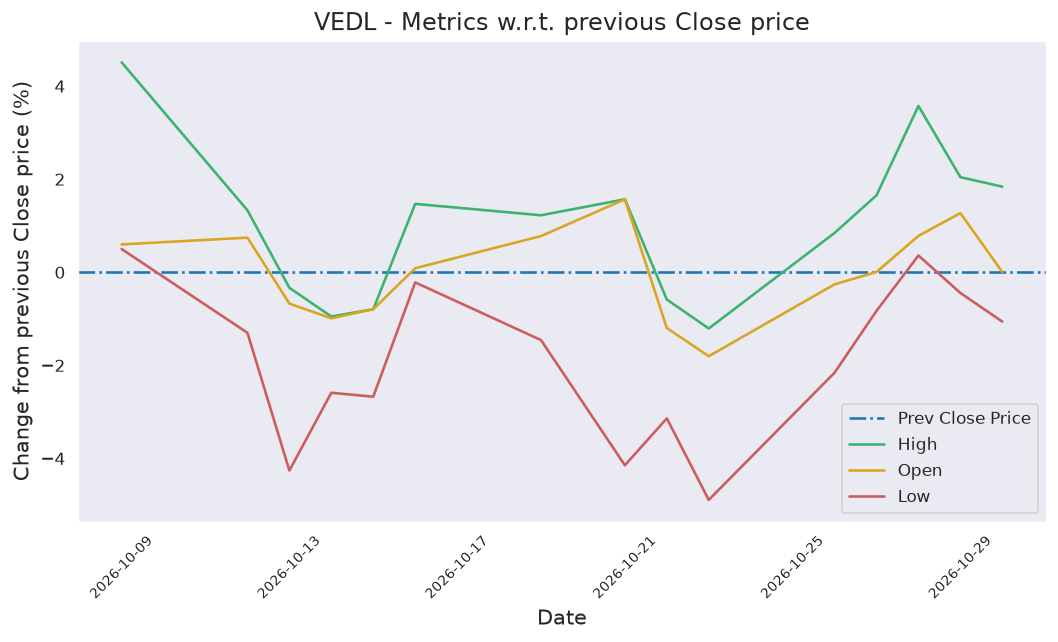 VEDL - Metrics w.r.t. previous Close price
Change from previous Close price (%)
4
2
0
−2
−4
Prev Close Price
High
Open
Low
2026-10-09
2026-10-13
2026-10-17
2026-10-21
2026-10-25
2026-10-29
Date